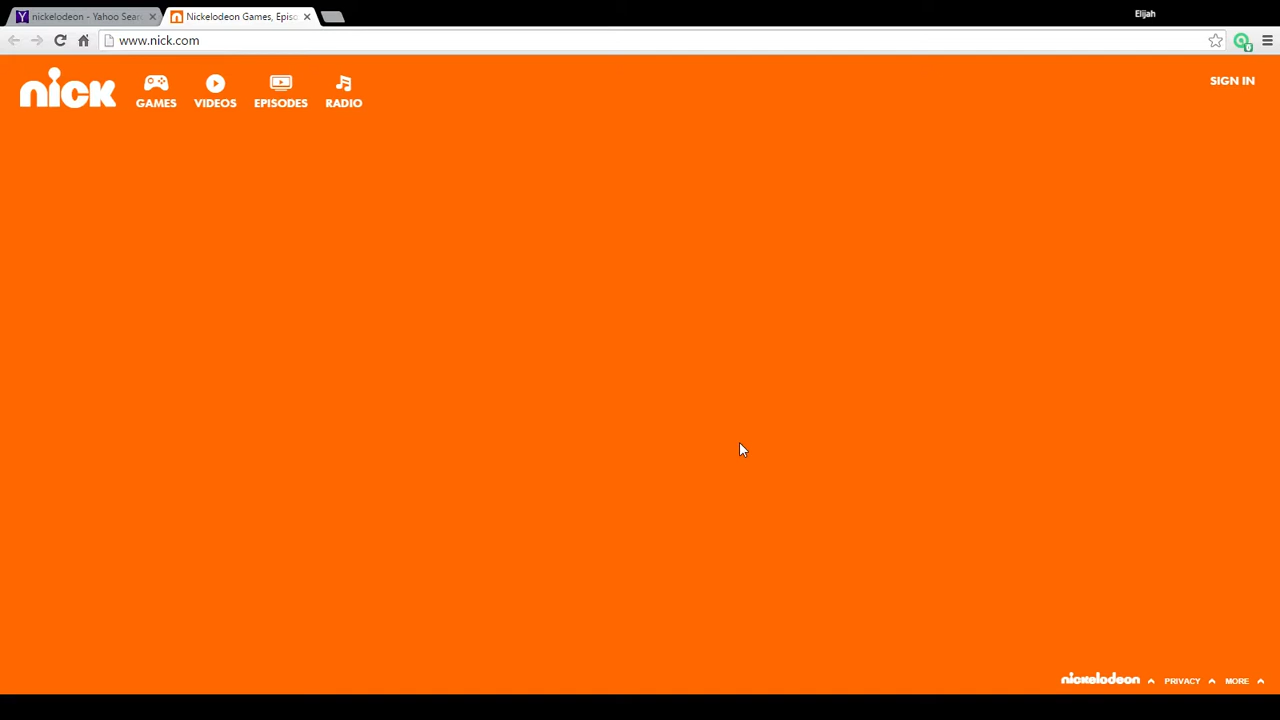 Elijah
nickelodeon - Yahoo Sear
Nickelodeon Games, Episo
www.nick.com
nick
GAMES VIDEOS EPISODES RADIO
SIGN IN
nickelodeon PRIVACY MORE